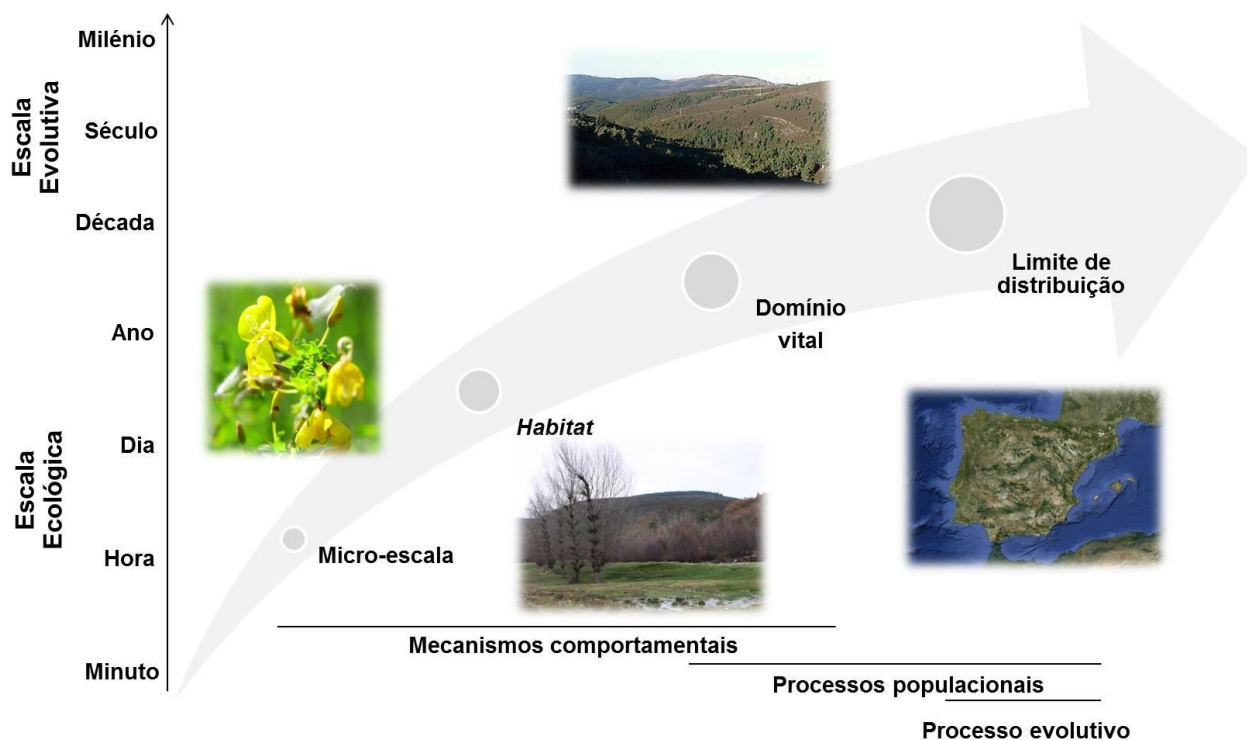 Milénio
Século
Década
Ano
Dia
Hora
Minuto
Escala
Evolutiva
Escala
Ecológica
Micro-escala
Habitat
Domínio
vital
Limite de
distribuição
Mecanismos comportamentais
Processos populacionais
Processo evolutivo